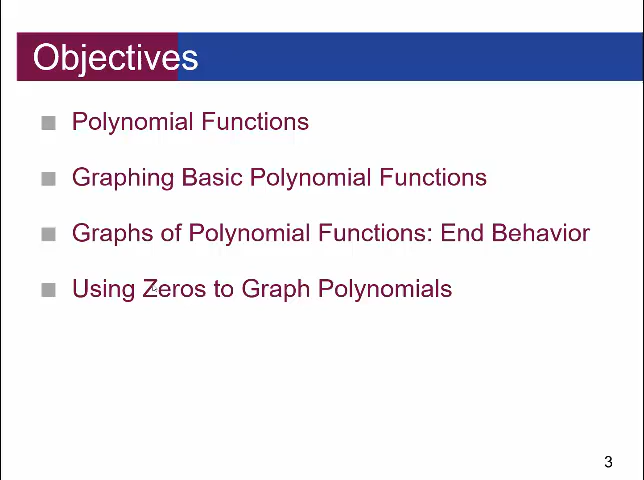 Objectives
Polynomial Functions
Graphing Basic Polynomial Functions
Graphs of Polynomial Functions: End Behavior
Using Zeros to Graph Polynomials
3